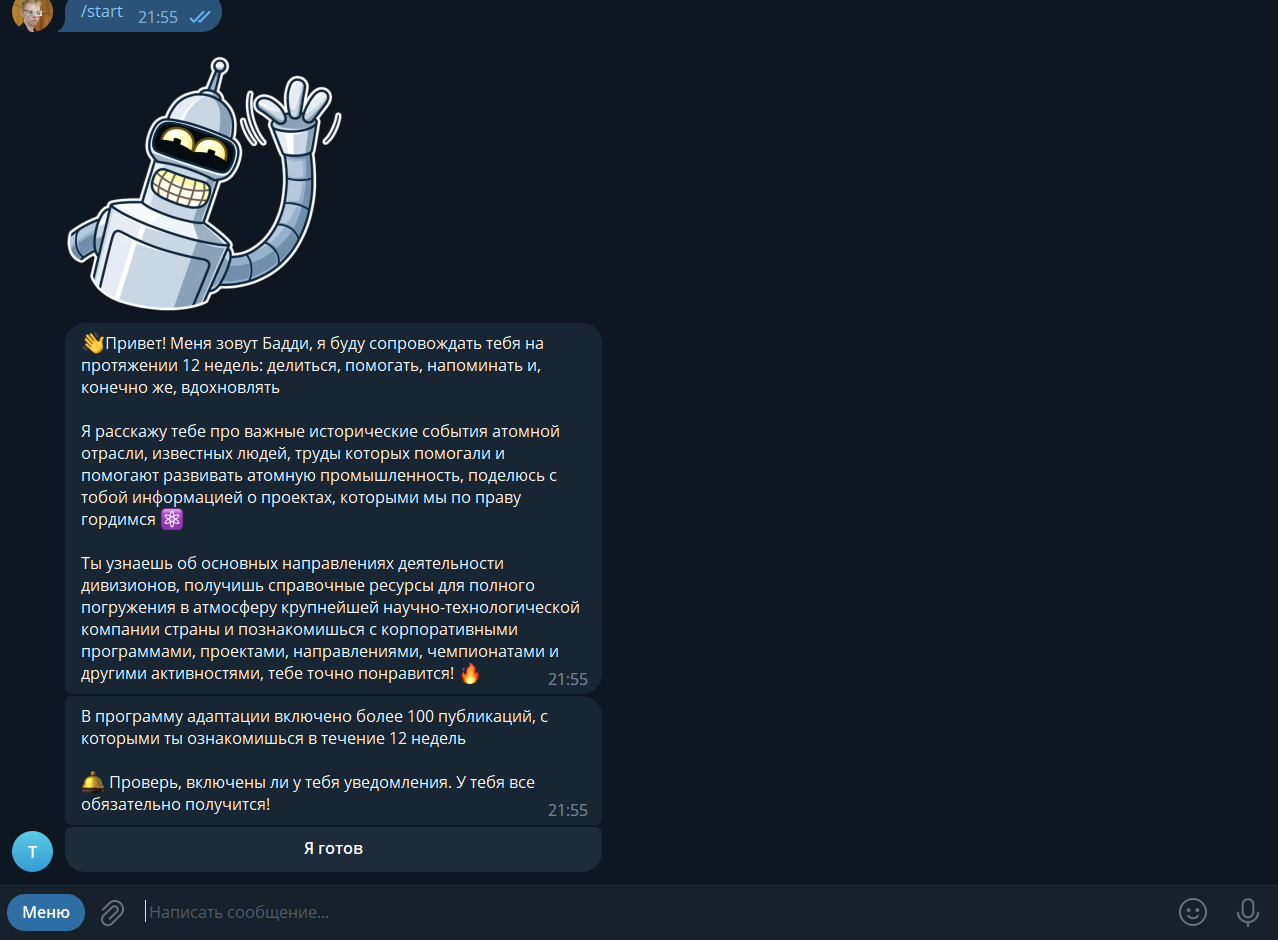 /start 21:55
👋Привет! Меня зовут Бадди, я буду сопровождать тебя на
протяжении 12 недель: делиться, помогать, напоминать и,
конечно же, вдохновлять
Я расскажу тебе про важные исторические события атомной
отрасли, известных людей, труды которых помогали и
помогают развивать атомную промышленность, поделюсь с
тобой информацией о проектах, которыми мы по праву
гордимся ⚛️
Ты узнаешь об основных направлениях деятельности
дивизионов, получишь справочные ресурсы для полного
погружения в атмосферу крупнейшей научно-технологической
компании страны и познакомишься с корпоративными
программами, проектами, направлениями, чемпионатами и
другими активностями, тебе точно понравится! 🔥
21:55
В программу адаптации включено более 100 публикаций, с
которыми ты ознакомишься в течение 12 недель
🛎️ Проверь, включены ли у тебя уведомления. У тебя все
обязательно получится!
21:55
Я готов
Т
Меню
Написать сообщение...